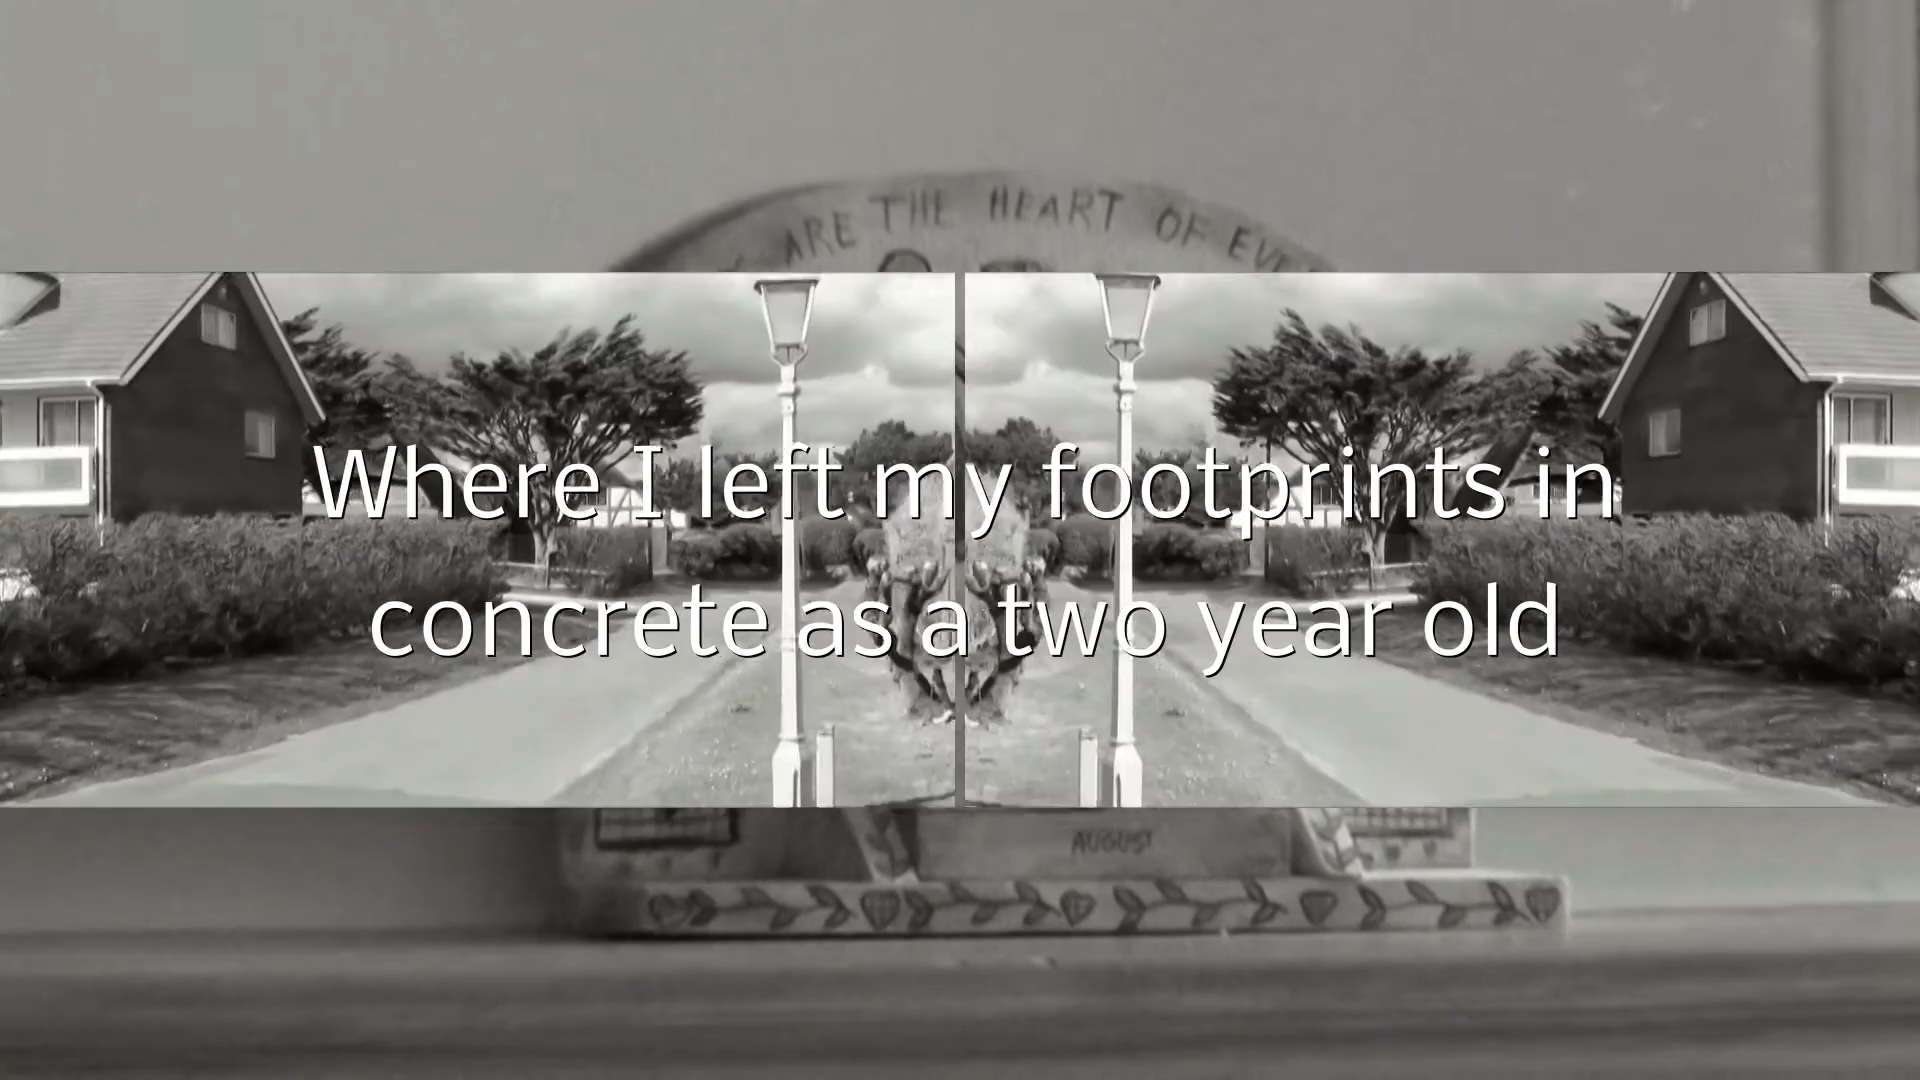 ARE THE HEART OF
Where I left my footprints in
concrete as a two year old
AUGUST